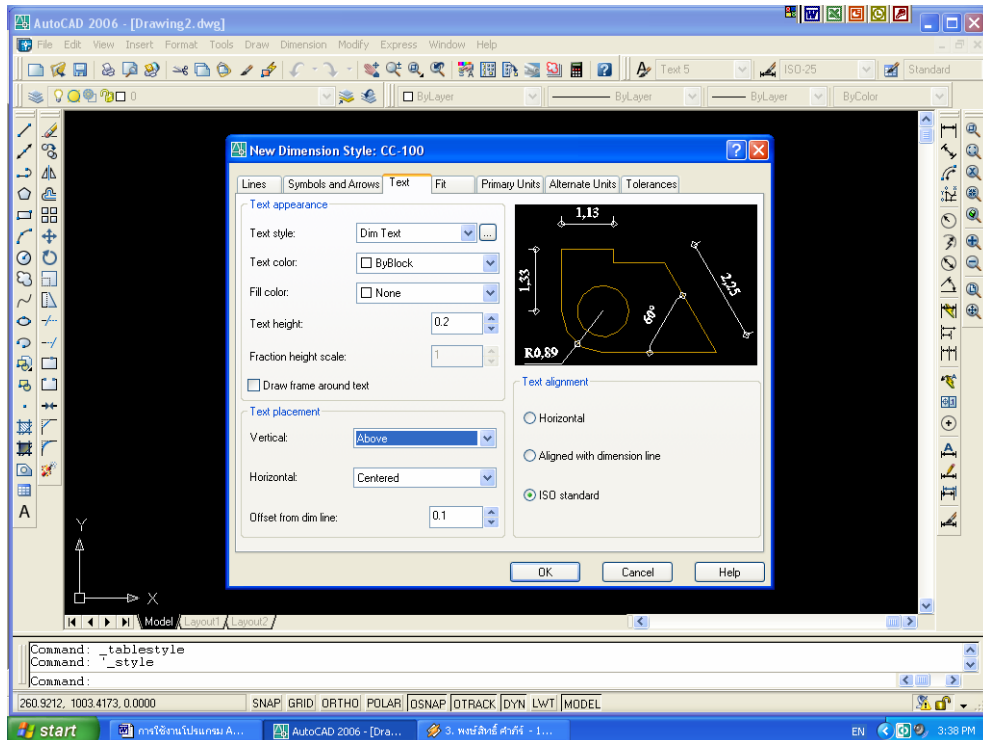 AutoCAD 2006 - [Drawing2.dwg]
File Edit View Insert Format Tools Draw Dimension Modify Express Window Help
Text 5 ISO-25 Standard
0 ByLayer ByLayer ByLayer ByColor
New Dimension Style: CC-100
Lines Symbols and Arrows Text Fit Primary Units Alternate Units Tolerances
Text appearance
Text style: Dim Text ...
Text color: ByBlock
Fill color: None
Text height: 0.2
Fraction height scale: 1
Draw frame around text
Text placement
Vertical: Above
Horizontal: Centered
Offset from dim line: 0.1
1,13
1,33
2,25
60°
R0,89
Text alignment
Horizontal
Aligned with dimension line
ISO standard
OK Cancel Help
A
Y
X
Model Layout1 Layout2
Command: _tablestyle
Command: '_style
Command:
260.9212, 1003.4173, 0.0000 SNAP GRID ORTHO POLAR OSNAP OTRACK DYN LWT MODEL
start การใช้งานโปรแกรม A... AutoCAD 2006 - [Dra... 3. พงษ์สิทธิ์ ศำภีร์ - 1... EN 3:38 PM